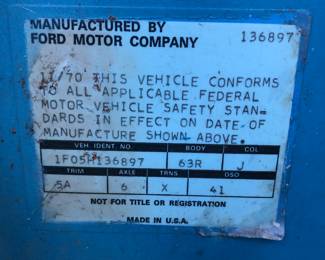 MANUFACTURED BY
FORD MOTOR COMPANY 136897
11/70 THIS VEHICLE CONFORMS
TO ALL APPLICABLE FEDERAL
MOTOR VEHICLE SAFETY STAN-
DARDS IN EFFECT ON DATE OF
MANUFACTURE SHOWN ABOVE.
VEH. IDENT. NO. BODY COL
1F05H136897 63R J
TRIM AXLE TRNS DSO
5A 6 X 41
NOT FOR TITLE OR REGISTRATION
MADE IN U.S.A.